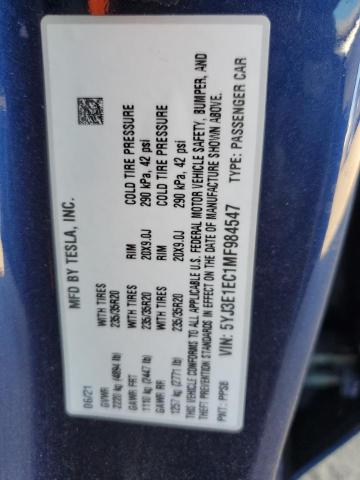 MFD BY TESLA, INC.
06/21
GVWR
2220 kg (4894 lb)
GAWR FRT WITH TIRES RIM COLD TIRE PRESSURE
1110 kg (2447 lb) 235/35R20 20X9.0J 290 kPa, 42 psi
GAWR RR WITH TIRES RIM COLD TIRE PRESSURE
1257 kg (2771 lb) 235/35R20 20X9.0J 290 kPa, 42 psi
THIS VEHICLE CONFORMS TO ALL APPLICABLE U.S. FEDERAL MOTOR VEHICLE SAFETY, BUMPER, AND
THEFT PREVENTION STANDARDS IN EFFECT ON THE DATE OF MANUFACTURE SHOWN ABOVE.
VIN: 5YJ3E1EC1MF984547 TYPE: PASSENGER CAR
PNT: PPSB